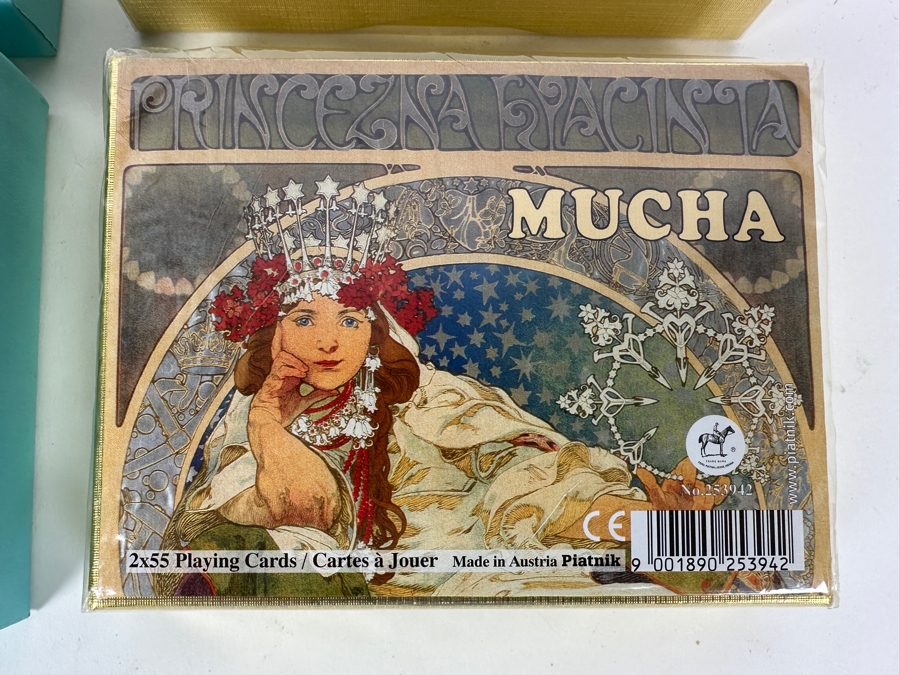 PRINCEZNA HYACINTA
MUCHA
www.piatnik.com
®
No.253942
CE
2x55 Playing Cards / Cartes à Jouer Made in Austria Piatnik
9 001890 253942